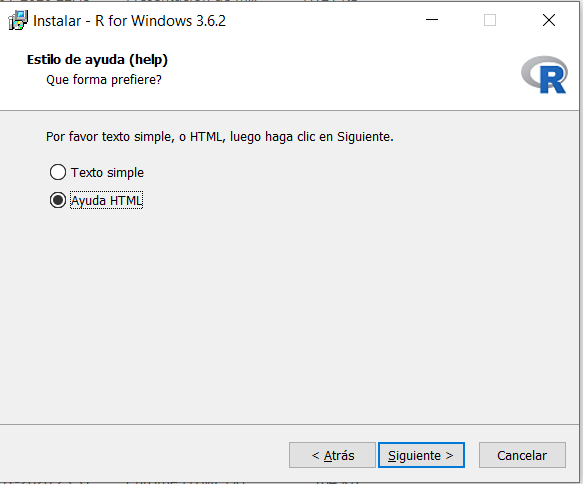 Instalar - R for Windows 3.6.2
Estilo de ayuda (help)
Que forma prefiere?
R
Por favor texto simple, o HTML, luego haga clic en Siguiente.
Texto simple
Ayuda HTML
< Atrás
Siguiente >
Cancelar